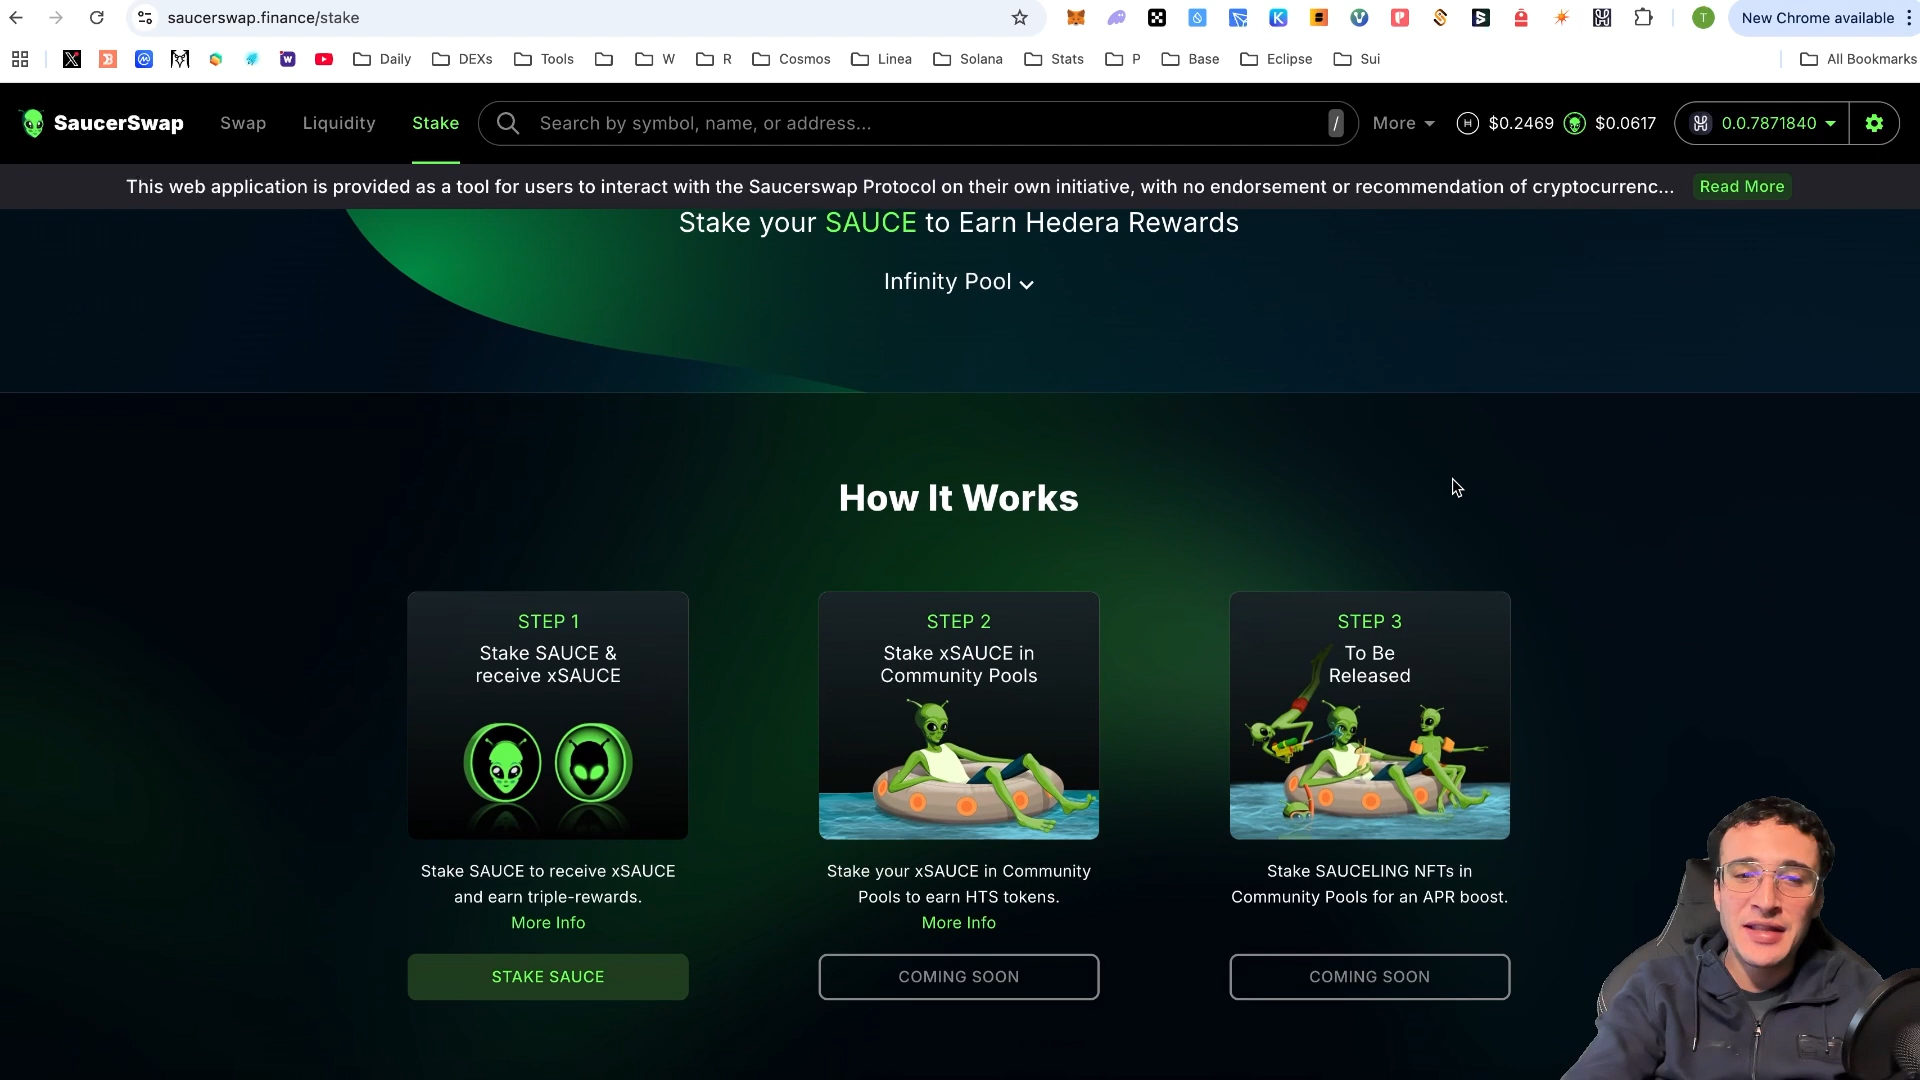 saucerswap.finance/stake
New Chrome available
Daily
DEXs
Tools
W
R
Cosmos
Linea
Solana
Stats
P
Base
Eclipse
Sui
All Bookmarks
SaucerSwap
Swap
Liquidity
Stake
Search by symbol, name, or address...
/
More
$0.2469
$0.0617
0.0.7871840
This web application is provided as a tool for users to interact with the Saucerswap Protocol on their own initiative, with no endorsement or recommendation of cryptocurrenc...
Read More
Stake your SAUCE to Earn Hedera Rewards
Infinity Pool
How It Works
STEP 1
Stake SAUCE &
receive xSAUCE
Stake SAUCE to receive xSAUCE
and earn triple-rewards.
More Info
STAKE SAUCE
STEP 2
Stake xSAUCE in
Community Pools
Stake your xSAUCE in Community
Pools to earn HTS tokens.
More Info
COMING SOON
STEP 3
To Be
Released
Stake SAUCELING NFTs in
Community Pools for an APR boost.
COMING SOON